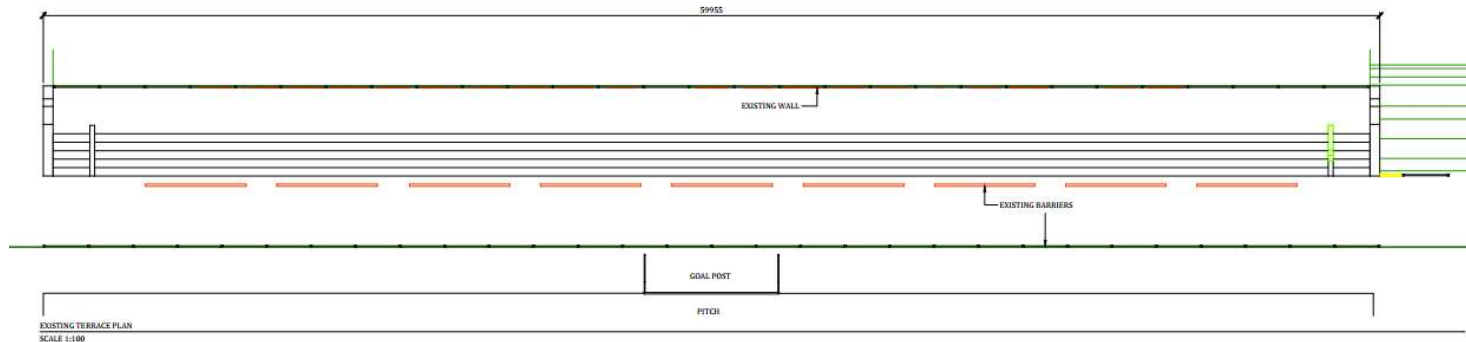 59955
EXISTING WALL
EXISTING BARRIERS
GOAL POST
PITCH
EXISTING TERRACE PLAN
SCALE 1:100